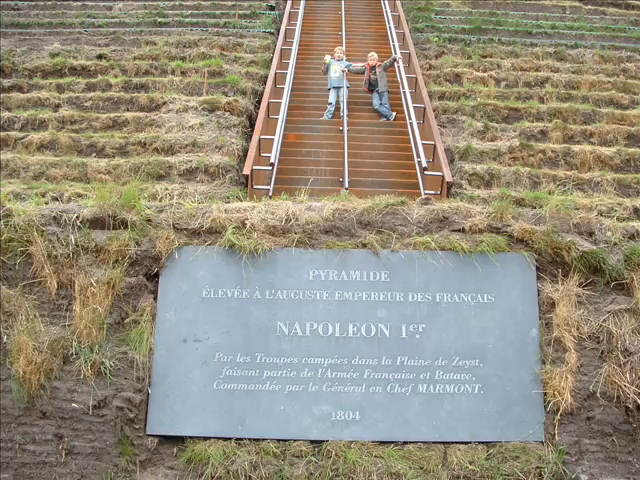 PYRAMIDE
ÉLEVÉE À L'AUGUSTE EMPEREUR DES FRANÇAIS
NAPOLEON 1er
Par les Troupes campées dans la Plaine de Zeyst,
faisant partie de l'Armée Française et Batave,
Commandée par le Général en Chef MARMONT.
1804